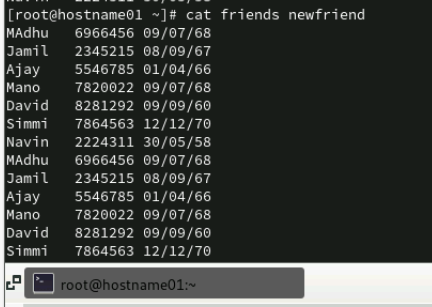 [root@hostname01 ~]# cat friends newfriend
MAdhu 6966456 09/07/68
Jamil 2345215 08/09/67
Ajay 5546785 01/04/66
Mano 7820022 09/07/68
David 8281292 09/09/60
Simmi 7864563 12/12/70
Navin 2224311 30/05/58
MAdhu 6966456 09/07/68
Jamil 2345215 08/09/67
Ajay 5546785 01/04/66
Mano 7820022 09/07/68
David 8281292 09/09/60
Simmi 7864563 12/12/70
root@hostname01:~